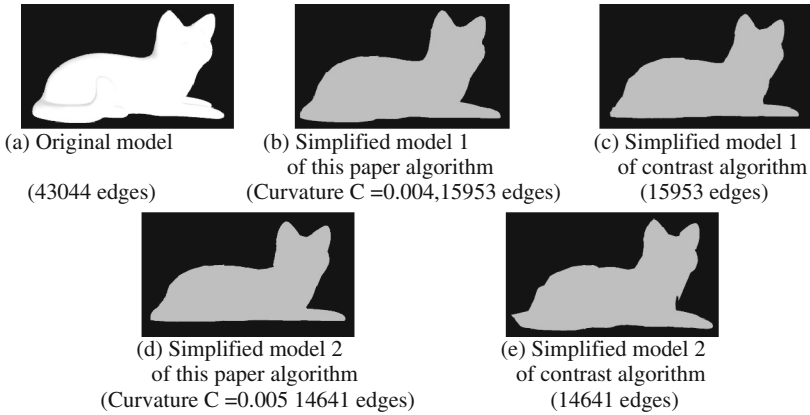 (a) Original model
(43044 edges)
(b) Simplified model 1
of this paper algorithm
(Curvature C =0.004,15953 edges)
(c) Simplified model 1
of contrast algorithm
(15953 edges)
(d) Simplified model 2
of this paper algorithm
(Curvature C =0.005 14641 edges)
(e) Simplified model 2
of contrast algorithm
(14641 edges)